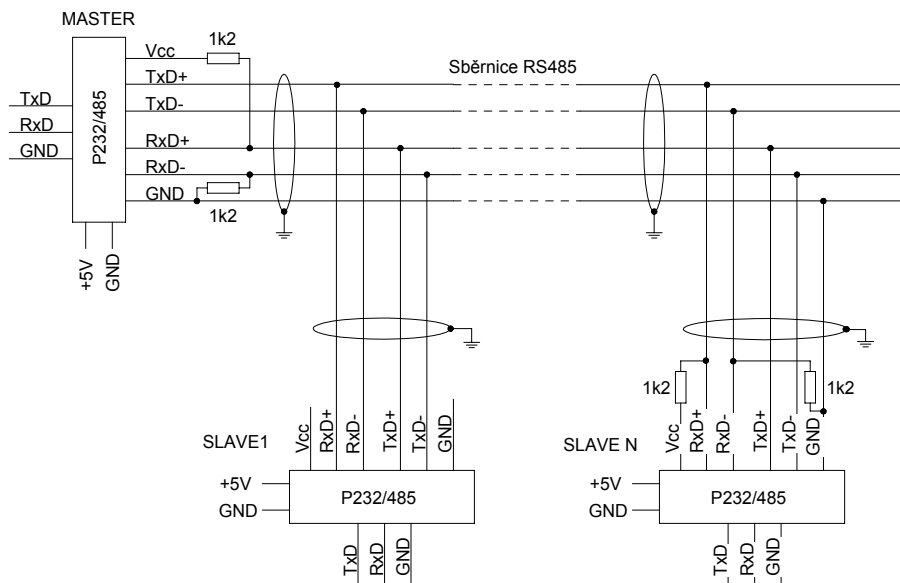 MASTER
P232/485
TxD
RxD
GND
+5V
GND
Vcc
TxD+
TxD-
RxD+
RxD-
GND
1k2
1k2
Sběrnice RS485
SLAVE1
Vcc
RxD+
RxD-
TxD+
TxD-
GND
+5V
GND
P232/485
TxD
RxD
GND
SLAVE N
1k2
1k2
Vcc
RxD+
RxD-
TxD+
TxD-
GND
+5V
GND
P232/485
TxD
RxD
GND